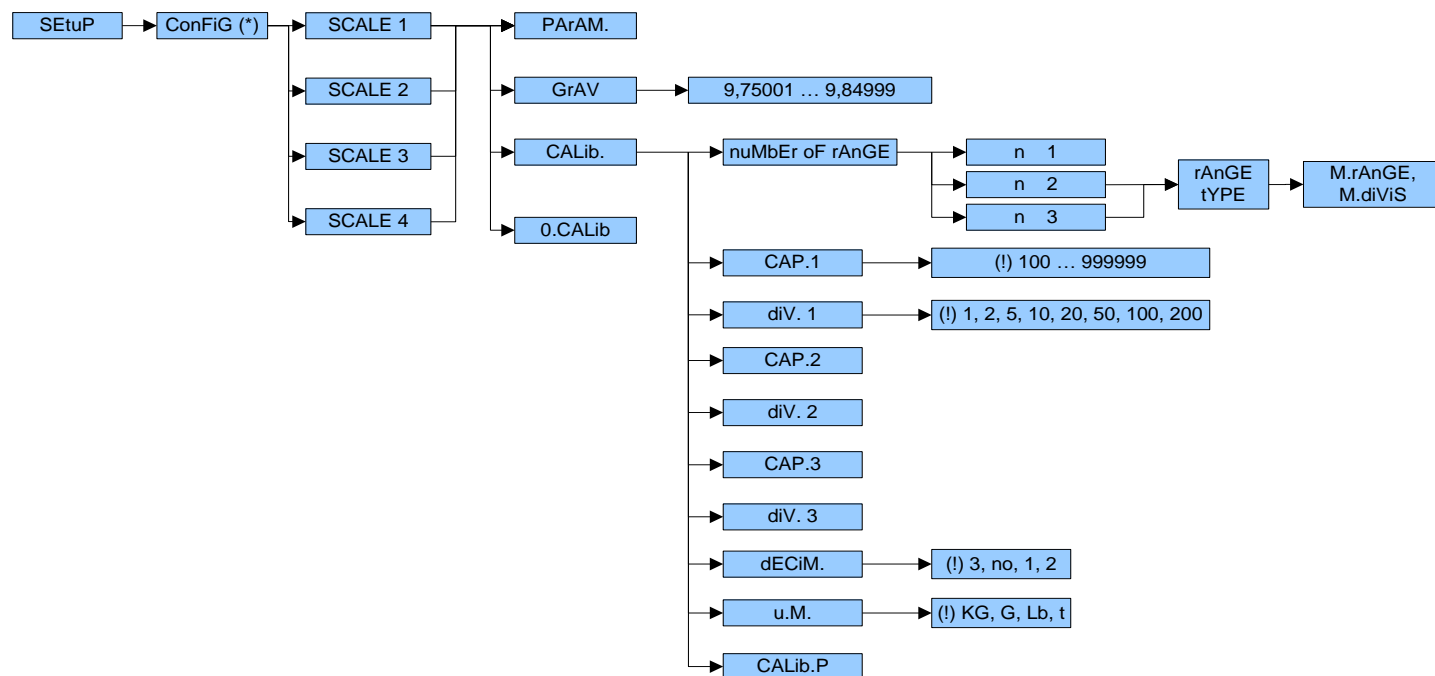 SEtuP
ConFiG (*)
SCALE 1
PArAM.
SCALE 2
GrAV
9,75001 … 9,84999
SCALE 3
CALib.
nuMbEr oF rAnGE
n 1
n 2
n 3
rAnGE
tYPE
M.rAnGE,
M.diViS
SCALE 4
0.CALib
CAP.1
(!) 100 … 999999
diV. 1
(!) 1, 2, 5, 10, 20, 50, 100, 200
CAP.2
diV. 2
CAP.3
diV. 3
dECiM.
(!) 3, no, 1, 2
u.M.
(!) KG, G, Lb, t
CALib.P